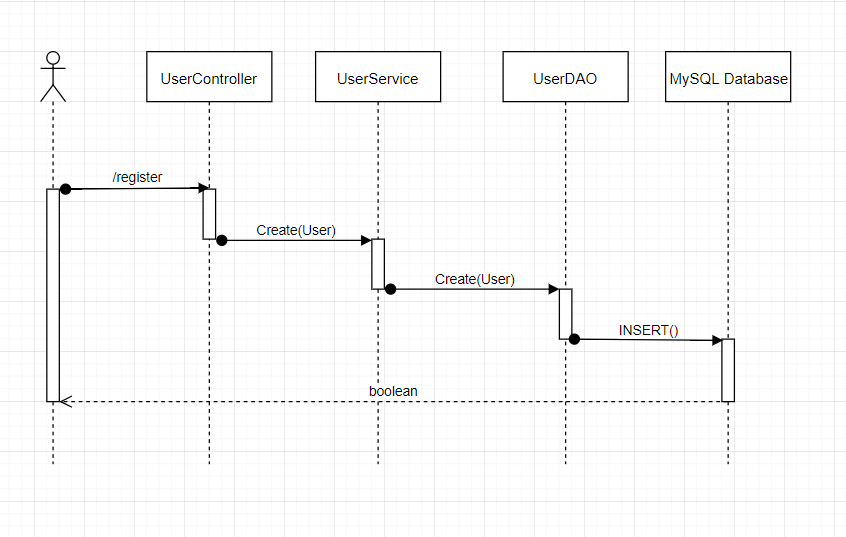 UserController
UserService
UserDAO
MySQL Database
/register
Create(User)
Create(User)
INSERT()
boolean